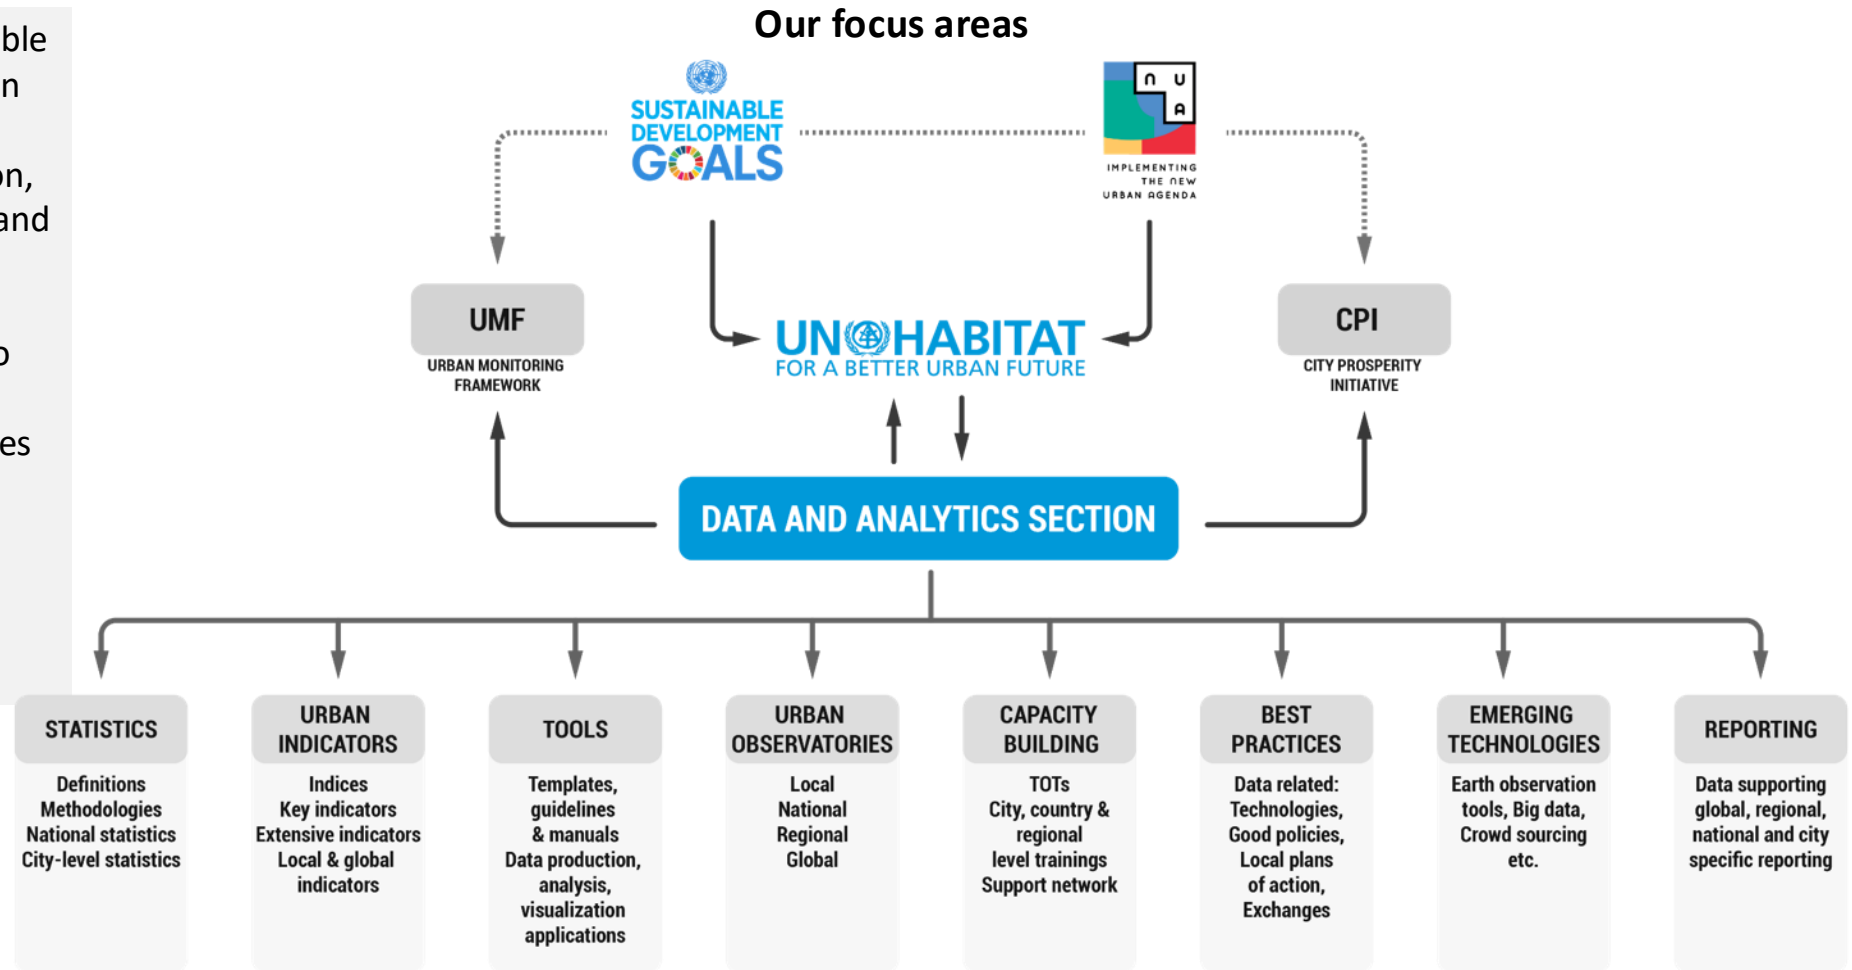 Our focus areas
ble
n
on,
and
o
es
SUSTAINABLE
DEVELOPMENT
GOALS
n u
a
IMPLEMENTING
THE NEW
URBAN AGENDA
UMF
URBAN MONITORING
FRAMEWORK
UN HABITAT
FOR A BETTER URBAN FUTURE
CPI
CITY PROSPERITY
INITIATIVE
DATA AND ANALYTICS SECTION
STATISTICS
Definitions
Methodologies
National statistics
City-level statistics
URBAN
INDICATORS
Indices
Key indicators
Extensive indicators
Local & global
indicators
TOOLS
Templates,
guidelines
& manuals
Data production,
analysis,
visualization
applications
URBAN
OBSERVATORIES
Local
National
Regional
Global
CAPACITY
BUILDING
TOTs
City, country &
regional
level trainings
Support network
BEST
PRACTICES
Data related:
Technologies,
Good policies,
Local plans
of action,
Exchanges
EMERGING
TECHNOLOGIES
Earth observation
tools, Big data,
Crowd sourcing
etc.
REPORTING
Data supporting
global, regional,
national and city
specific reporting